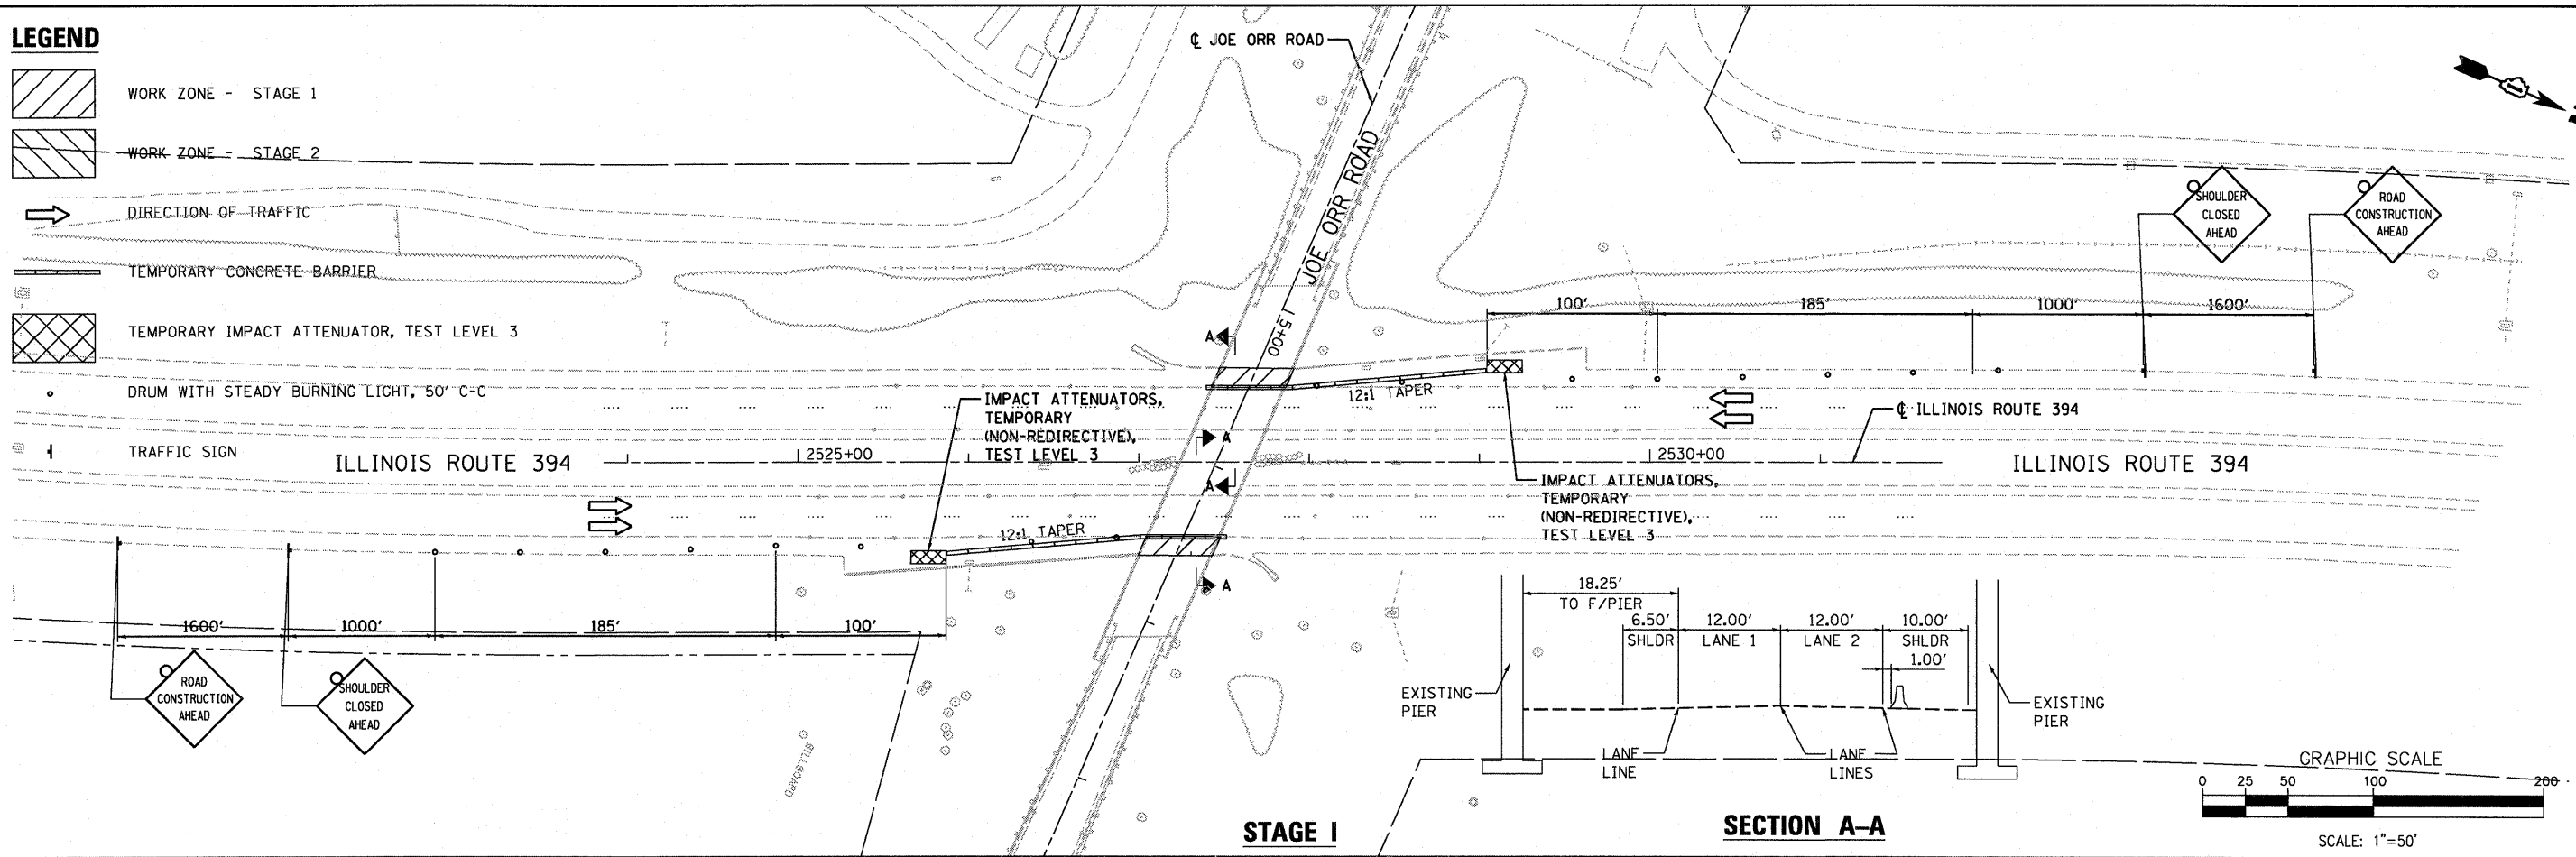 LEGEND
WORK ZONE - STAGE 1
WORK ZONE - STAGE 2
DIRECTION OF TRAFFIC
TEMPORARY CONCRETE BARRIER
TEMPORARY IMPACT ATTENUATOR, TEST LEVEL 3
DRUM WITH STEADY BURNING LIGHT, 50' C-C
TRAFFIC SIGN
℄ JOE ORR ROAD
JOE ORR ROAD
15+00
SHOULDER
CLOSED
AHEAD
ROAD
CONSTRUCTION
AHEAD
100'
185'
1000'
1600'
A
12:1 TAPER
IMPACT ATTENUATORS,
TEMPORARY
(NON-REDIRECTIVE),
TEST LEVEL 3
℄ ILLINOIS ROUTE 394
A
ILLINOIS ROUTE 394
2525+00
2530+00
ILLINOIS ROUTE 394
A
IMPACT ATTENUATORS,
TEMPORARY
(NON-REDIRECTIVE),
TEST LEVEL 3
12:1 TAPER
A
1600'
1000'
185'
100'
ROAD
CONSTRUCTION
AHEAD
SHOULDER
CLOSED
AHEAD
BILLBOARD
18.25'
TO F/PIER
6.50'
SHLDR
12.00'
LANE 1
12.00'
LANE 2
10.00'
SHLDR
1.00'
EXISTING
PIER
EXISTING
PIER
LANE
LINE
LANE
LINES
STAGE I
SECTION A-A
GRAPHIC SCALE
0 25 50 100 200
SCALE: 1"=50'